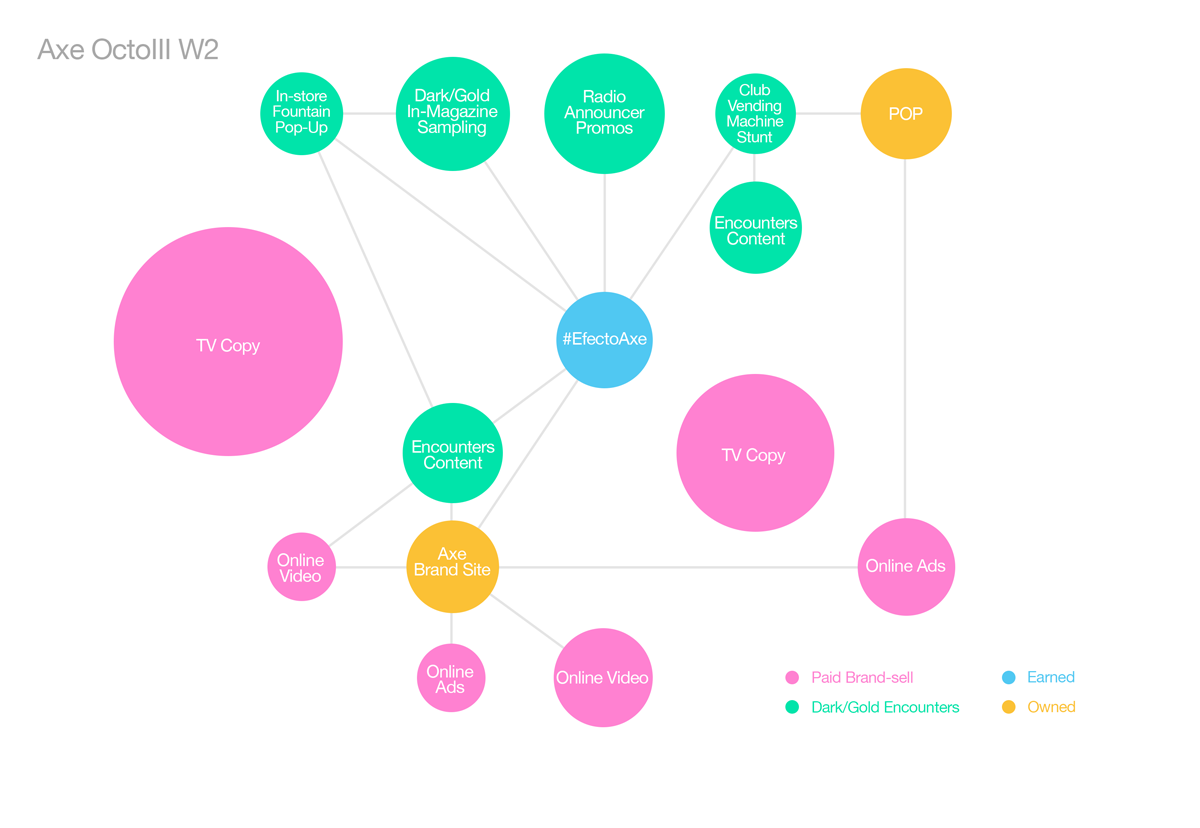 Axe OctoIII W2
In-store
Fountain
Pop-Up
Dark/Gold
In-Magazine
Sampling
Radio
Announcer
Promos
Club
Vending
Machine
Stunt
POP
Encounters
Content
TV Copy
#EfectoAxe
Encounters
Content
TV Copy
Online
Video
Axe
Brand Site
Online Ads
Online
Ads
Online Video
Paid Brand-sell
Earned
Dark/Gold Encounters
Owned